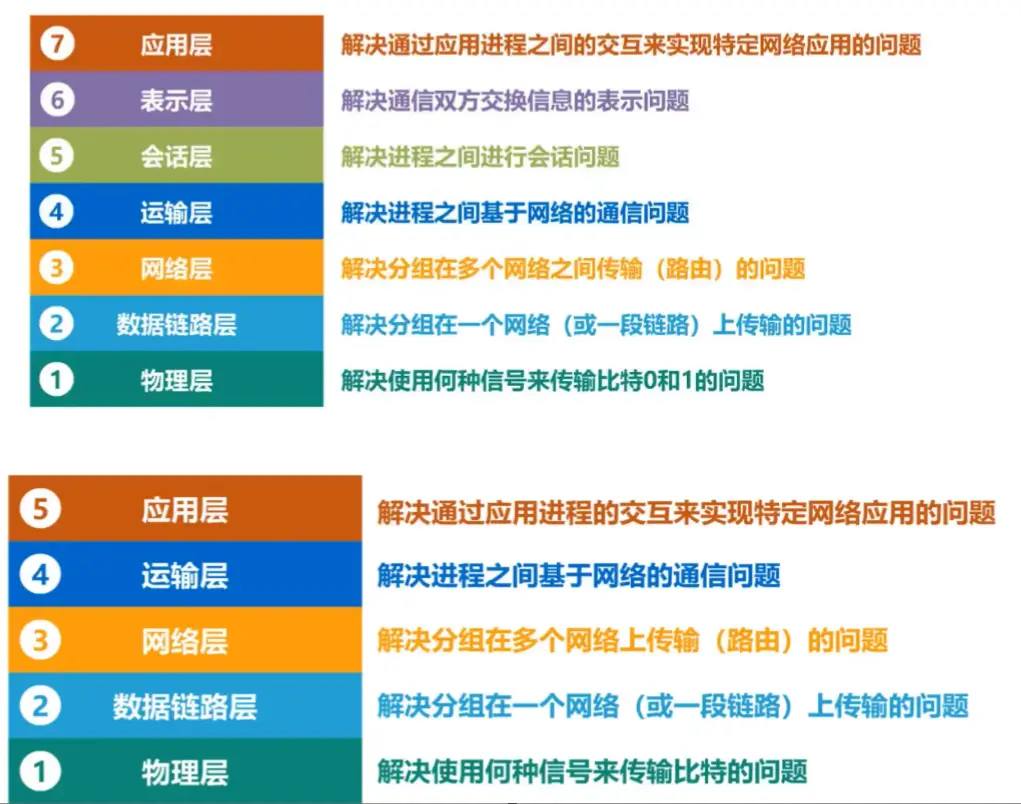 7 应用层 解决通过应用进程之间的交互来实现特定网络应用的问题
6 表示层 解决通信双方交换信息的表示问题
5 会话层 解决进程之间进行会话问题
4 运输层 解决进程之间基于网络的通信问题
3 网络层 解决分组在多个网络之间传输（路由）的问题
2 数据链路层 解决分组在一个网络（或一段链路）上传输的问题
1 物理层 解决使用何种信号来传输比特0和1的问题
5 应用层 解决通过应用进程的交互来实现特定网络应用的问题
4 运输层 解决进程之间基于网络的通信问题
3 网络层 解决分组在多个网络上传输（路由）的问题
2 数据链路层 解决分组在一个网络（或一段链路）上传输的问题
1 物理层 解决使用何种信号来传输比特的问题